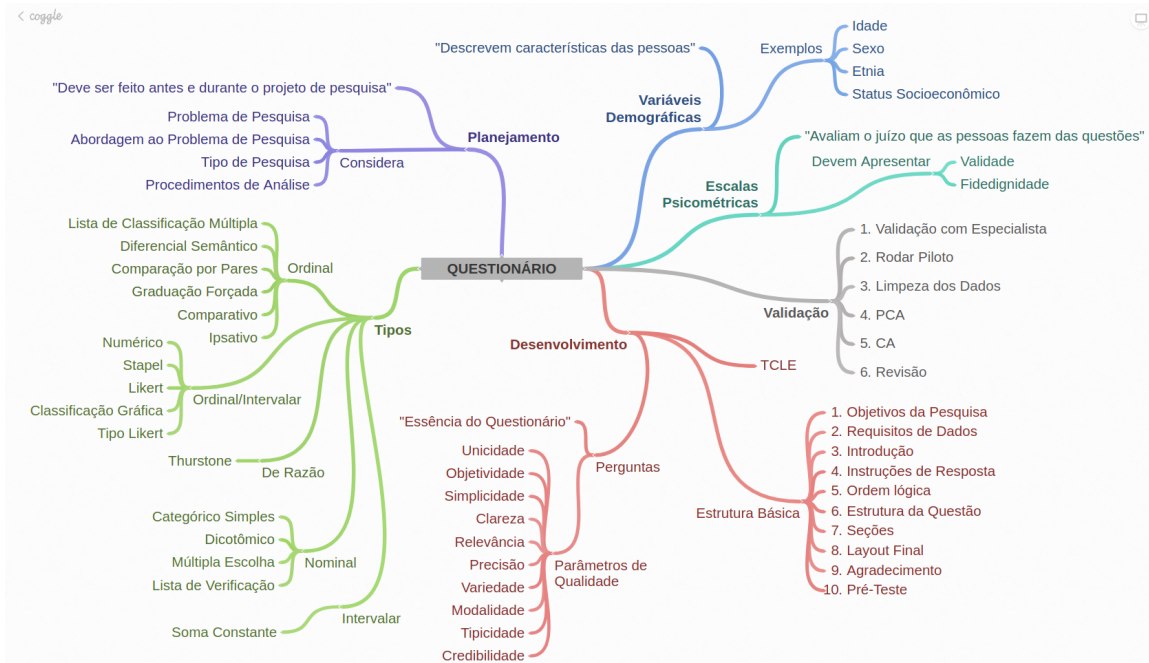 coggle
"Deve ser feito antes e durante o projeto de pesquisa"
Planejamento
Considera
Problema de Pesquisa
Abordagem ao Problema de Pesquisa
Tipo de Pesquisa
Procedimentos de Análise
"Descrevem características das pessoas"
Variáveis
Demográficas
Exemplos
Idade
Sexo
Etnia
Status Socioeconômico
"Avaliam o juízo que as pessoas fazem das questões"
Escalas
Psicométricas
Devem Apresentar
Validade
Fidedignidade
QUESTIONÁRIO
Validação
1. Validação com Especialista
2. Rodar Piloto
3. Limpeza dos Dados
4. PCA
5. CA
6. Revisão
Tipos
Ordinal
Lista de Classificação Múltipla
Diferencial Semântico
Comparação por Pares
Graduação Forçada
Comparativo
Ipsativo
Ordinal/Intervalar
Numérico
Stapel
Likert
Classificação Gráfica
Tipo Likert
De Razão
Thurstone
Nominal
Categórico Simples
Dicotômico
Múltipla Escolha
Lista de Verificação
Intervalar
Soma Constante
Desenvolvimento
TCLE
"Essência do Questionário"
Perguntas
Parâmetros de
Qualidade
Unicidade
Objetividade
Simplicidade
Clareza
Relevância
Precisão
Variedade
Modalidade
Tipicidade
Credibilidade
Estrutura Básica
1. Objetivos da Pesquisa
2. Requisitos de Dados
3. Introdução
4. Instruções de Resposta
5. Ordem lógica
6. Estrutura da Questão
7. Seções
8. Layout Final
9. Agradecimento
10. Pré-Teste